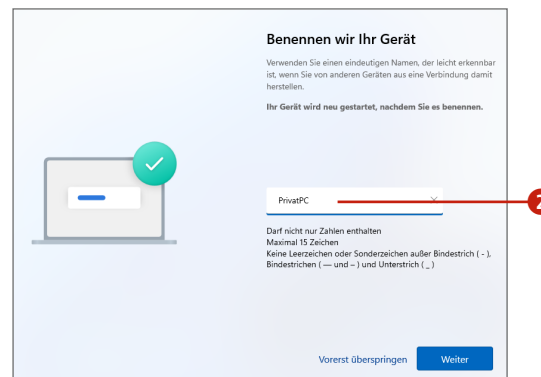 Benennen wir Ihr Gerät
Verwenden Sie einen eindeutigen Namen, der leicht erkennbar
ist, wenn Sie von anderen Geräten aus eine Verbindung damit
herstellen.
Ihr Gerät wird neu gestartet, nachdem Sie es benennen.
PrivatPC
2
Darf nicht nur Zahlen enthalten
Maximal 15 Zeichen
Keine Leerzeichen oder Sonderzeichen außer Bindestrich ( - ),
Bindestrichen ( — und – ) und Unterstrich ( _ )
Vorerst überspringen
Weiter